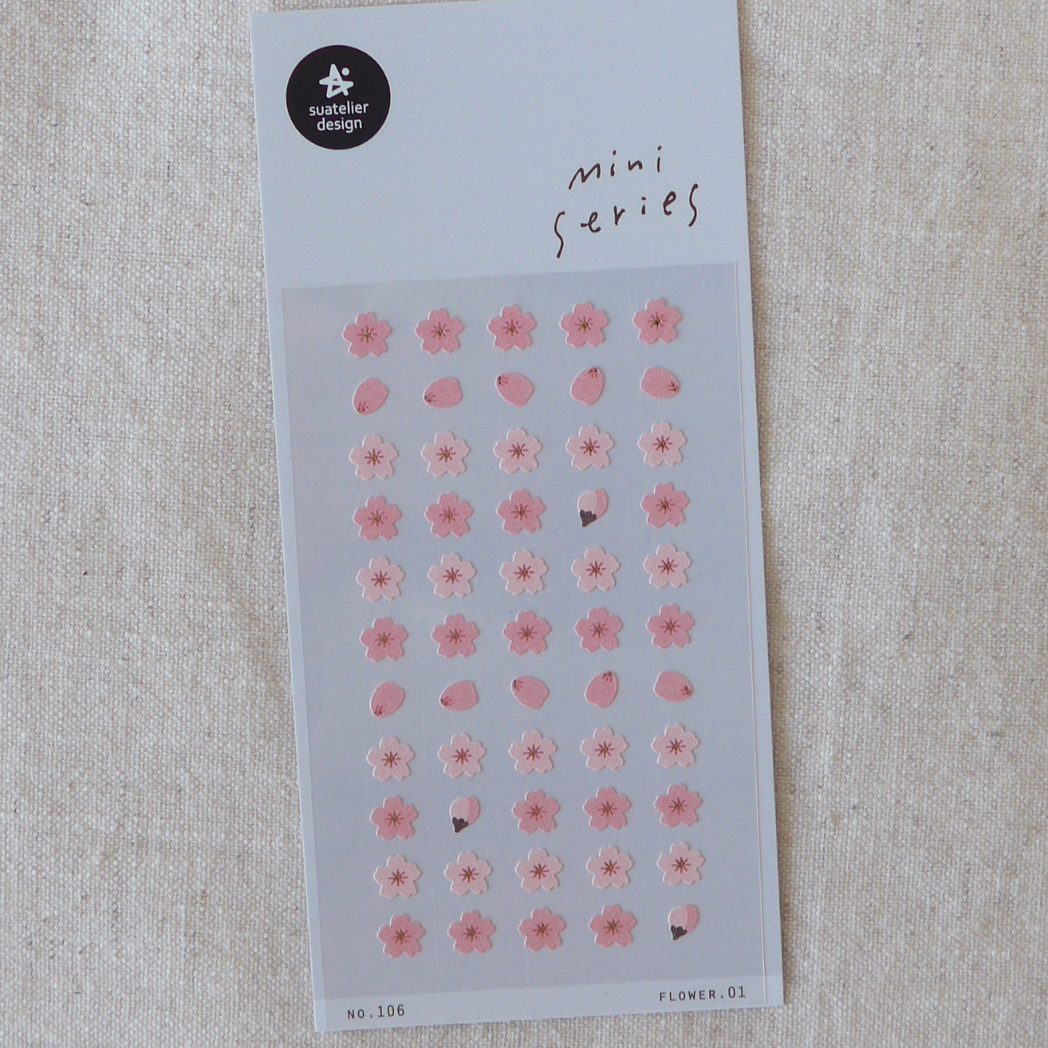 suatelier
design
mini
series
NO.106
FLOWER.01